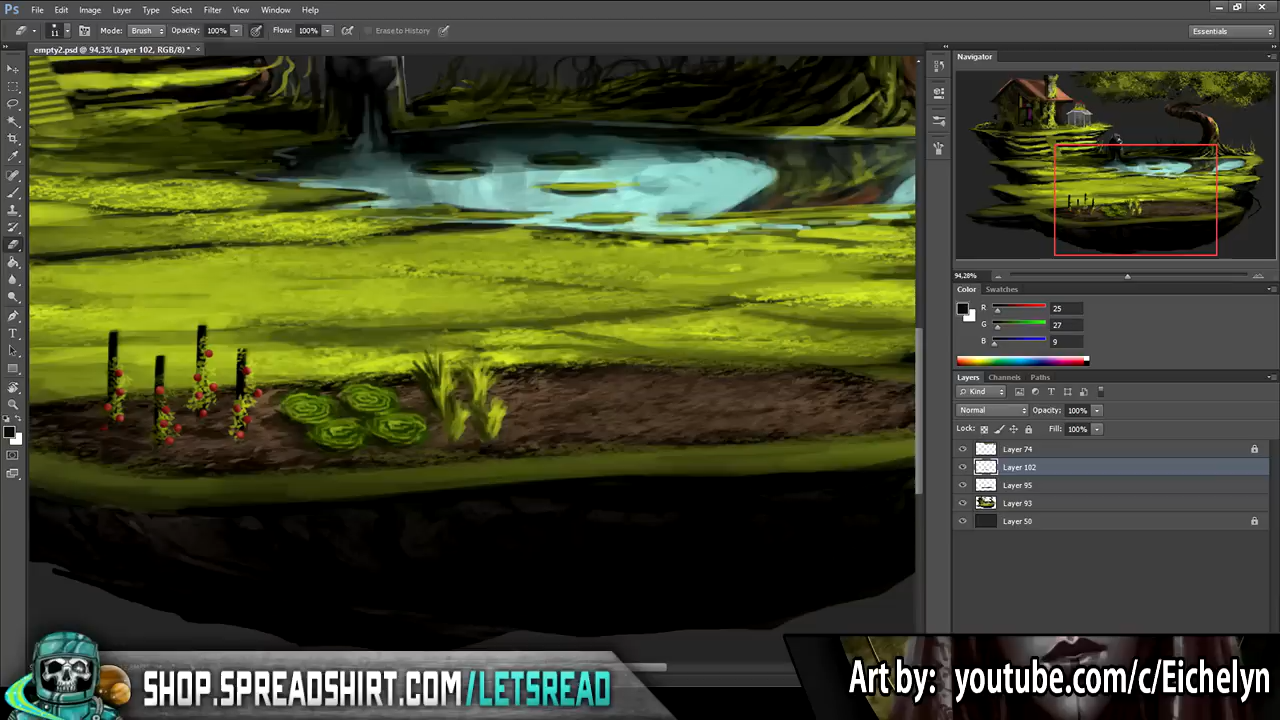 Ps File Edit Image Layer Type Select Filter View Window Help
11 Mode: Brush Opacity: 100% Flow: 100% Erase to History Essentials
empty2.psd @ 94,3% (Layer 102, RGB/8) * ×
Navigator
94,28%
Color Swatches
R 25
G 27
B 9
Layers Channels Paths
Kind
Normal Opacity: 100%
Lock: Fill: 100%
Layer 74
Layer 102
Layer 95
Layer 93
Layer 50
SHOP.SPREADSHIRT.COM/LETSREAD
Art by: youtube.com/c/Eichelyn